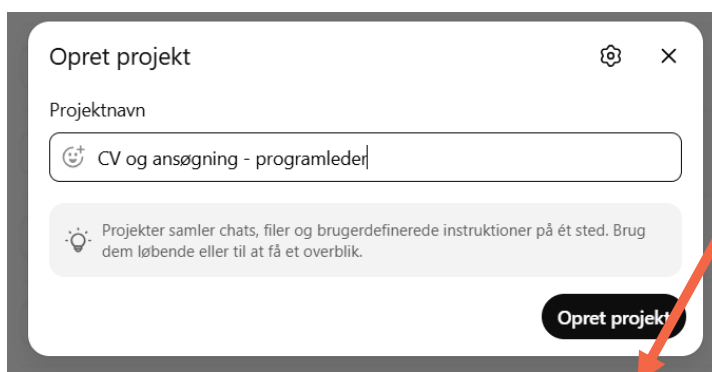 Opret projekt
Projektnavn
CV og ansøgning - programleder
Projekter samler chats, filer og brugerdefinerede instruktioner på ét sted. Brug
dem løbende eller til at få et overblik.
Opret projekt